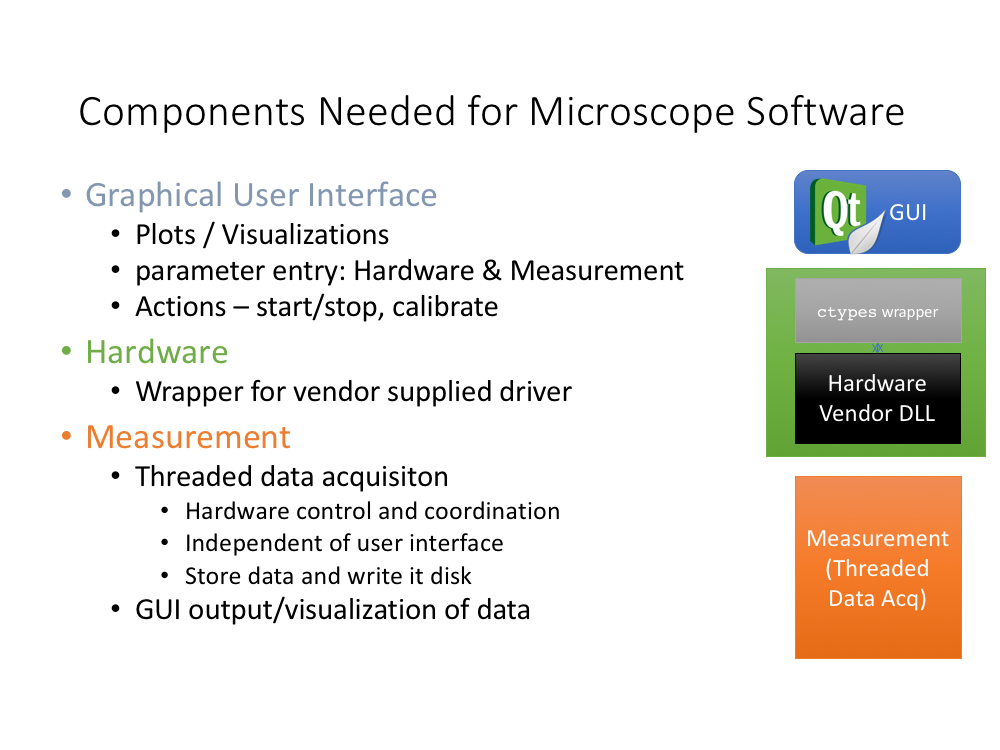 Components Needed for Microscope Software
• Graphical User Interface
• Plots / Visualizations
• parameter entry: Hardware & Measurement
• Actions – start/stop, calibrate
• Hardware
• Wrapper for vendor supplied driver
• Measurement
• Threaded data acquisiton
• Hardware control and coordination
• Independent of user interface
• Store data and write it disk
• GUI output/visualization of data
Qt GUI
ctypes wrapper
Hardware
Vendor DLL
Measurement
(Threaded
Data Acq)